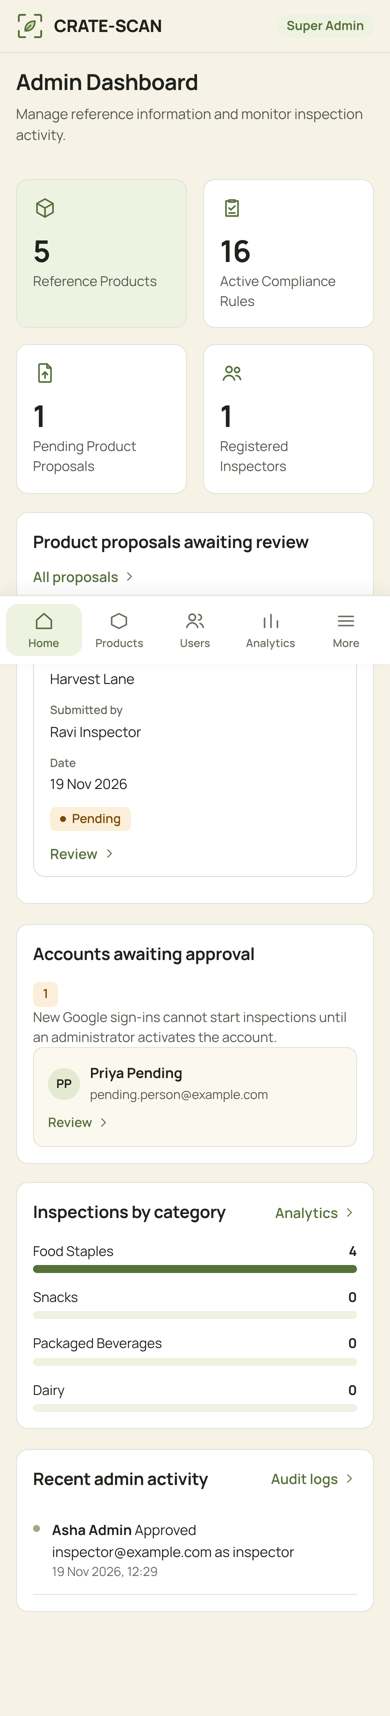 CRATE-SCAN
Super Admin
Admin Dashboard
Manage reference information and monitor inspection
activity.
5
Reference Products
16
Active Compliance
Rules
1
Pending Product
Proposals
1
Registered
Inspectors
Product proposals awaiting review
All proposals
Home
Products
Users
Analytics
More
Harvest Lane
Submitted by
Ravi Inspector
Date
19 Nov 2026
Pending
Review
Accounts awaiting approval
1
New Google sign-ins cannot start inspections until
an administrator activates the account.
PP
Priya Pending
pending.person@example.com
Review
Inspections by category
Analytics
Food Staples
4
Snacks
0
Packaged Beverages
0
Dairy
0
Recent admin activity
Audit logs
Asha Admin Approved
inspector@example.com as inspector
19 Nov 2026, 12:29